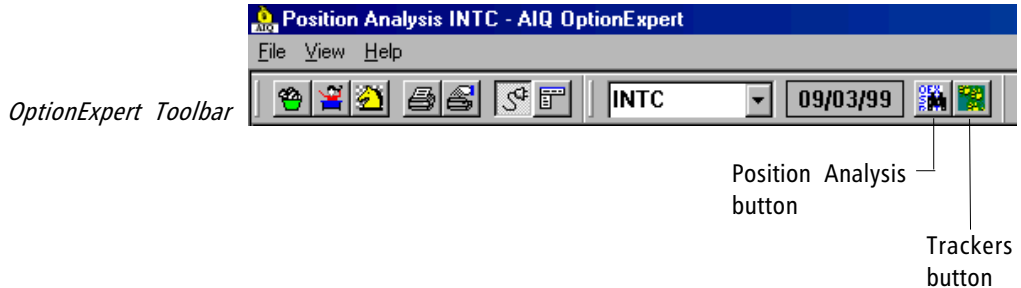 Position Analysis INTC - AIQ OptionExpert
AIQ
File View Help
OptionExpert Toolbar
INTC 09/03/99
Position Analysis
button
Trackers
button